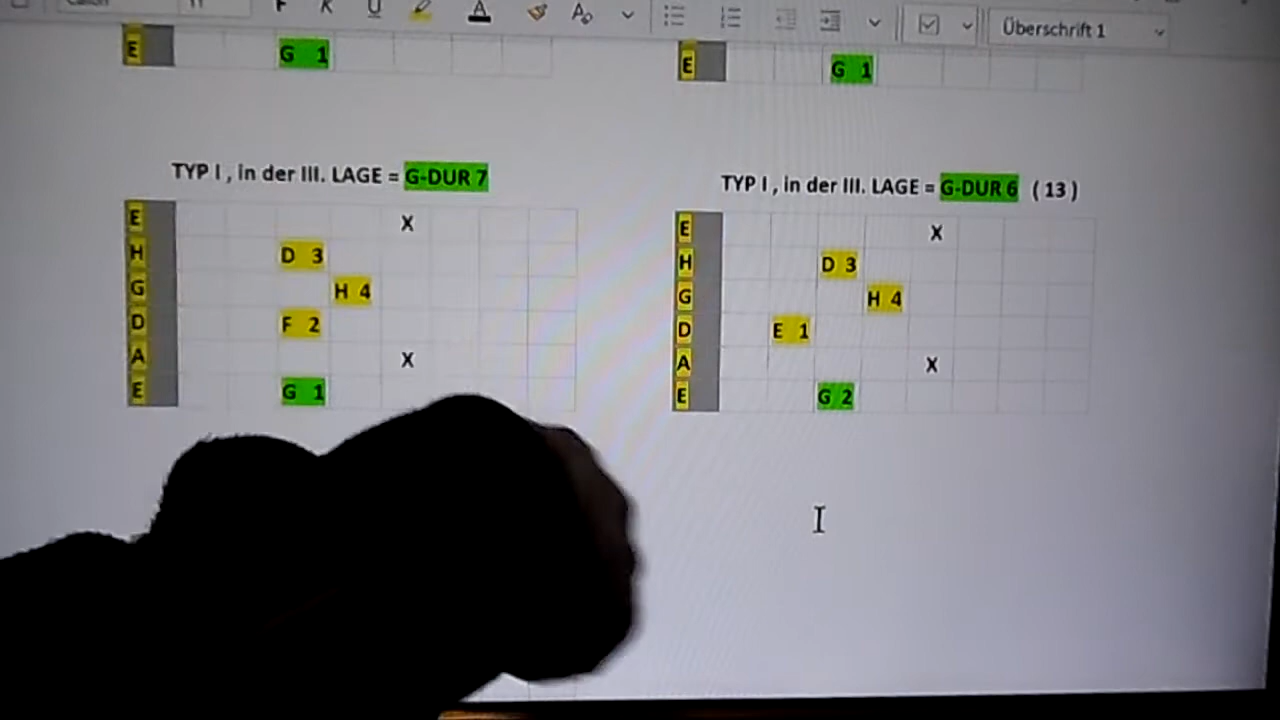 F K U A
Überschrift 1
E G 1
E G 1
TYP I , in der III. LAGE = G-DUR 7
E X
H D 3
G H 4
D F 2
A X
E G 1
TYP I , in der III. LAGE = G-DUR 6 ( 13 )
E X
H D 3
G H 4
D E 1
A X
E G 2